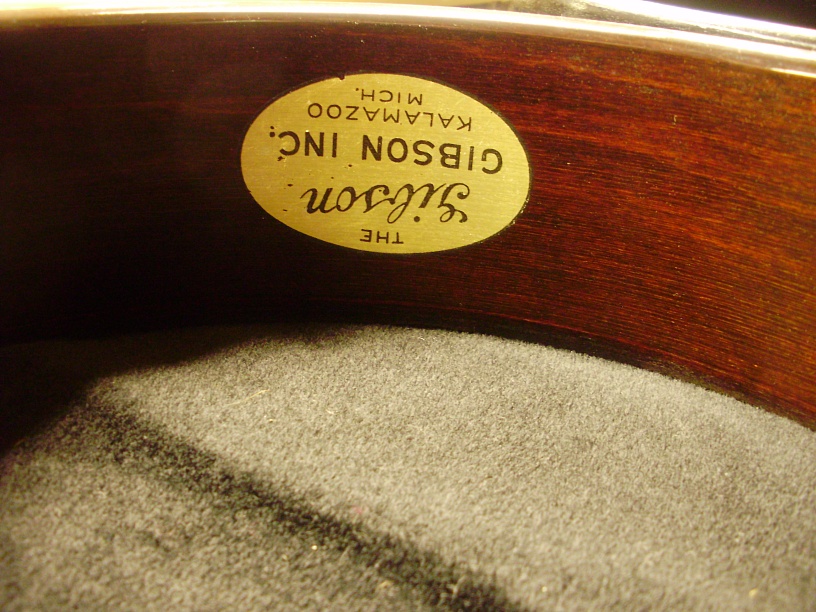 THE
Gibson
GIBSON INC.
KALAMAZOO
MICH.